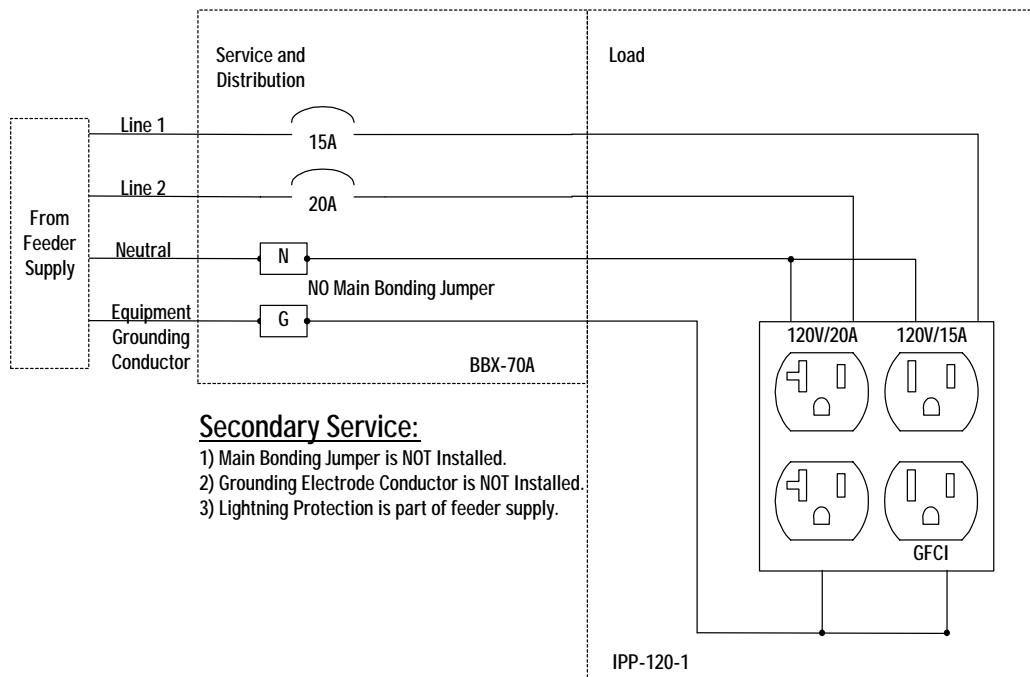 Service and
Distribution
Load
Line 1
15A
Line 2
20A
From
Feeder
Supply
Neutral
N
NO Main Bonding Jumper
Equipment
Grounding
Conductor
G
BBX-70A
120V/20A
120V/15A
GFCI
Secondary Service:
1) Main Bonding Jumper is NOT Installed.
2) Grounding Electrode Conductor is NOT Installed.
3) Lightning Protection is part of feeder supply.
IPP-120-1